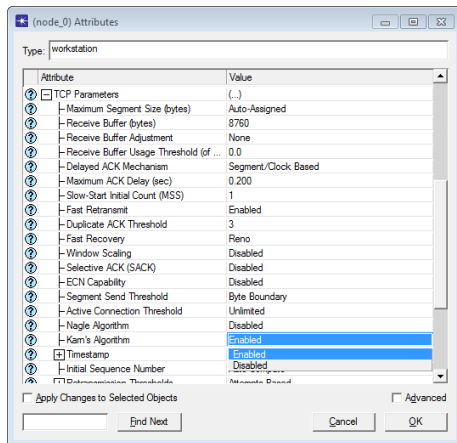 (node_0) Attributes
Type: workstation
Attribute Value
TCP Parameters (...)
Maximum Segment Size (bytes) Auto-Assigned
Receive Buffer (bytes) 8760
Receive Buffer Adjustment None
Receive Buffer Usage Threshold (of ... 0.0
Delayed ACK Mechanism Segment/Clock Based
Maximum ACK Delay (sec) 0.200
Slow-Start Initial Count (MSS) 1
Fast Retransmit Enabled
Duplicate ACK Threshold 3
Fast Recovery Reno
Window Scaling Disabled
Selective ACK (SACK) Disabled
ECN Capability Disabled
Segment Send Threshold Byte Boundary
Active Connection Threshold Unlimited
Nagle Algorithm Disabled
Karn's Algorithm Enabled
Timestamp Enabled
Initial Sequence Number Disabled
Retransmission Thresholds Attempts Based
Apply Changes to Selected Objects Advanced
Find Next Cancel OK